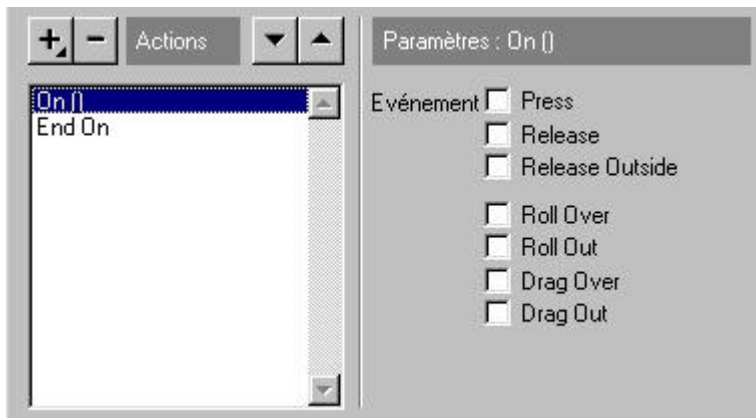 Actions
On ()
End On
Paramètres : On ()
Evénement Press
Release
Release Outside
Roll Over
Roll Out
Drag Over
Drag Out